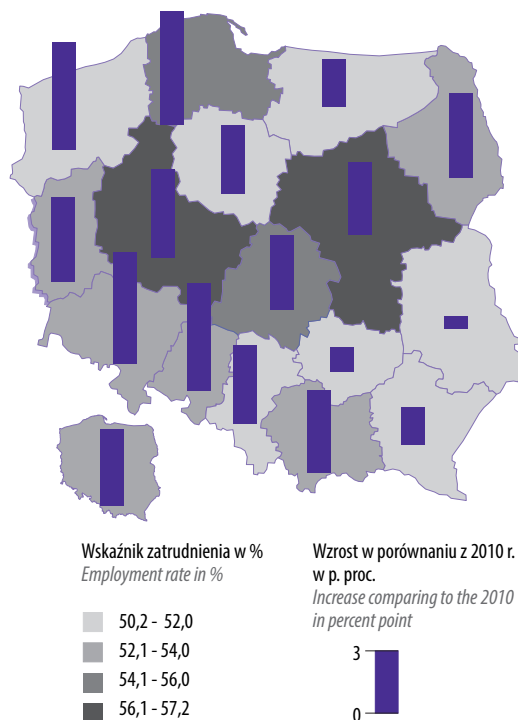 Wskaźnik zatrudnienia w %
Employment rate in %
50,2 - 52,0
52,1 - 54,0
54,1 - 56,0
56,1 - 57,2
Wzrost w porównaniu z 2010 r.
w p. proc.
Increase comparing to the 2010
in percent point
3
0